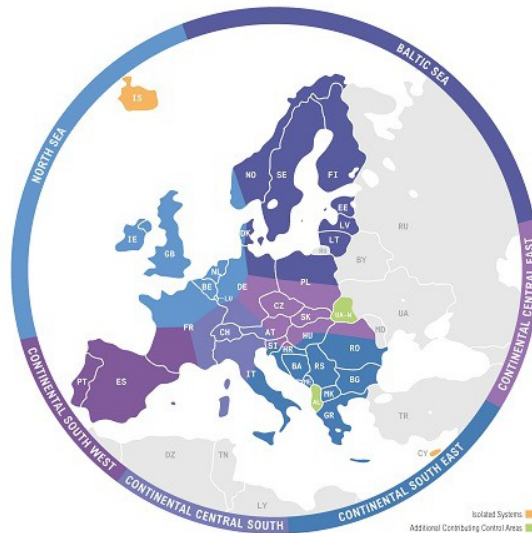 BALTIC SEA
NORTH SEA
IS
NO
SE
FI
EE
LV
LT
RU
RU
DK
IE
GB
NL
BE
LU
DE
PL
BY
UA
UA-W
CZ
SK
MD
FR
CH
AT
HU
RO
SI
HR
IT
BA
RS
BG
ME
MK
AL
GR
PT
ES
TR
CY
DZ
TN
LY
CONTINENTAL CENTRAL EAST
CONTINENTAL SOUTH WEST
CONTINENTAL CENTRAL SOUTH
CONTINENTAL SOUTH EAST
Isolated Systems
Additional Contributing Control Areas